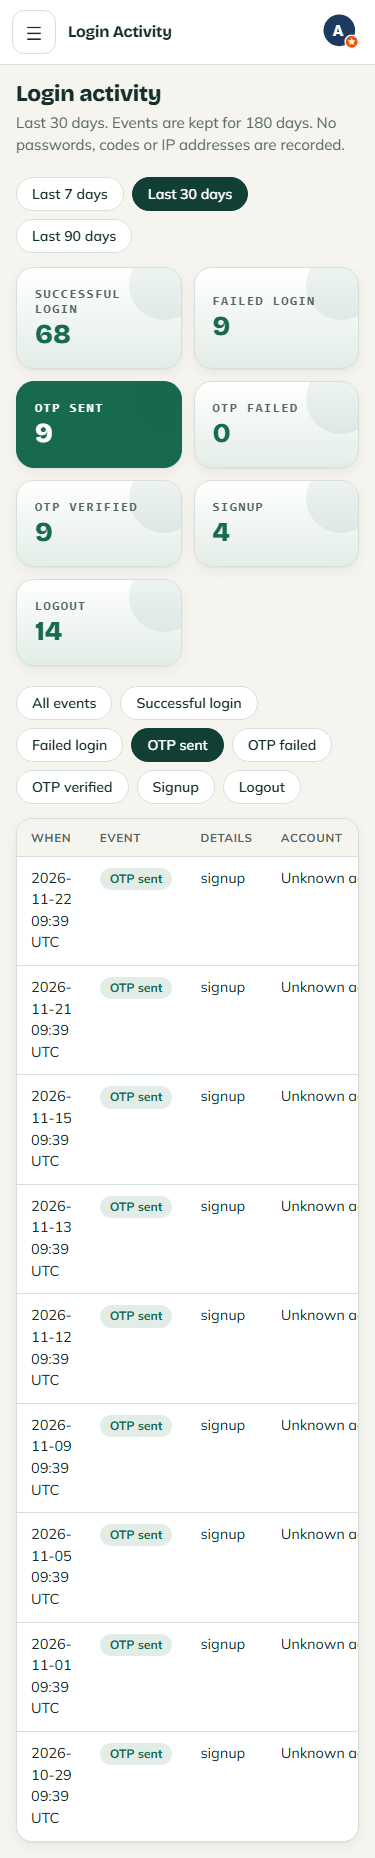 ☰ Login Activity A
Login activity
Last 30 days. Events are kept for 180 days. No
passwords, codes or IP addresses are recorded.
Last 7 days Last 30 days
Last 90 days
SUCCESSFUL
LOGIN
68
FAILED LOGIN
9
OTP SENT
9
OTP FAILED
0
OTP VERIFIED
9
SIGNUP
4
LOGOUT
14
All events Successful login
Failed login OTP sent OTP failed
OTP verified Signup Logout
WHEN EVENT DETAILS ACCOUNT
2026-
11-22
09:39
UTC
OTP sent signup Unknown a
2026-
11-21
09:39
UTC
OTP sent signup Unknown a
2026-
11-15
09:39
UTC
OTP sent signup Unknown a
2026-
11-13
09:39
UTC
OTP sent signup Unknown a
2026-
11-12
09:39
UTC
OTP sent signup Unknown a
2026-
11-09
09:39
UTC
OTP sent signup Unknown a
2026-
11-05
09:39
UTC
OTP sent signup Unknown a
2026-
11-01
09:39
UTC
OTP sent signup Unknown a
2026-
10-29
09:39
UTC
OTP sent signup Unknown a